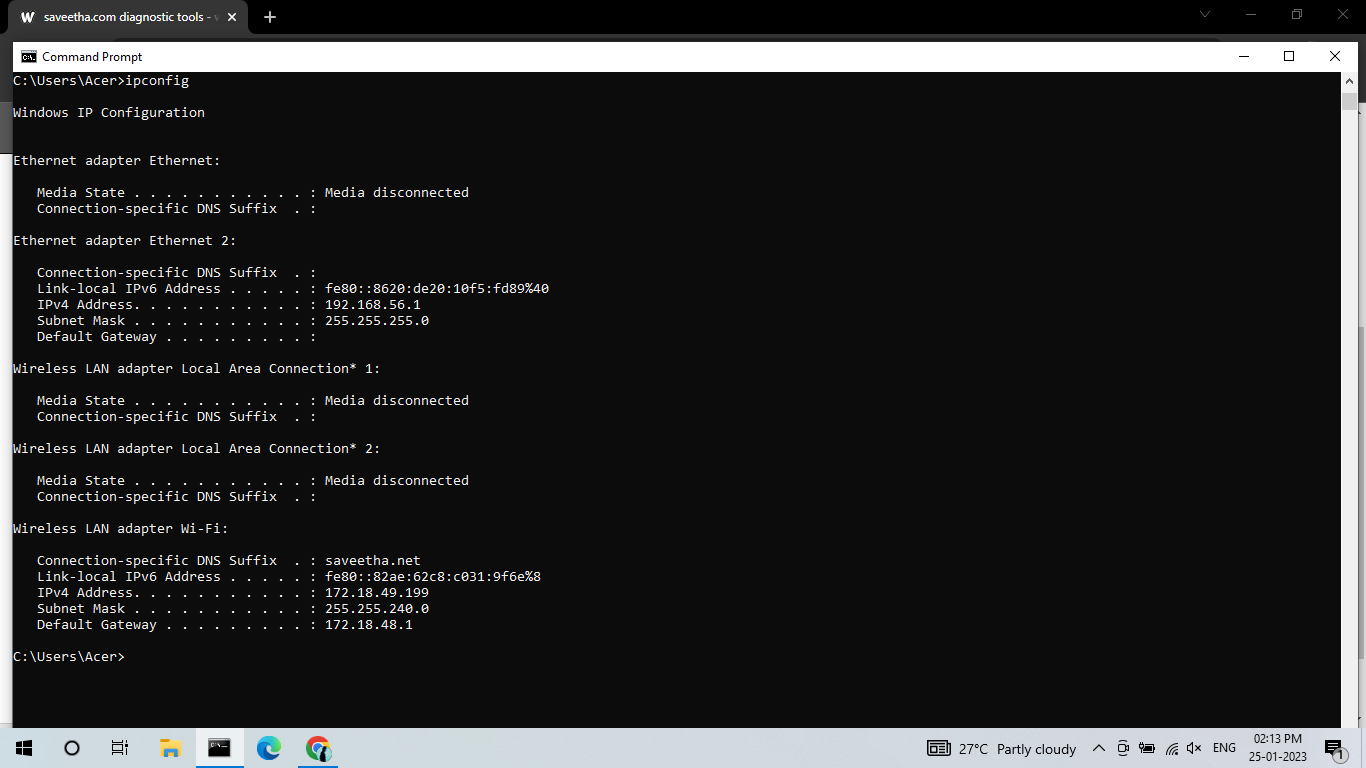 saveetha.com diagnostic tools -
Command Prompt
C:\Users\Acer>ipconfig
Windows IP Configuration
Ethernet adapter Ethernet:
Media State . . . . . . . . . . . : Media disconnected
Connection-specific DNS Suffix  . :
Ethernet adapter Ethernet 2:
Connection-specific DNS Suffix  . :
Link-local IPv6 Address . . . . . : fe80::8620:de20:10f5:fd89%40
IPv4 Address. . . . . . . . . . . : 192.168.56.1
Subnet Mask . . . . . . . . . . . : 255.255.255.0
Default Gateway . . . . . . . . . :
Wireless LAN adapter Local Area Connection* 1:
Media State . . . . . . . . . . . : Media disconnected
Connection-specific DNS Suffix  . :
Wireless LAN adapter Local Area Connection* 2:
Media State . . . . . . . . . . . : Media disconnected
Connection-specific DNS Suffix  . :
Wireless LAN adapter Wi-Fi:
Connection-specific DNS Suffix  . : saveetha.net
Link-local IPv6 Address . . . . . : fe80::82ae:62c8:c031:9f6e%8
IPv4 Address. . . . . . . . . . . : 172.18.49.199
Subnet Mask . . . . . . . . . . . : 255.255.240.0
Default Gateway . . . . . . . . . : 172.18.48.1
C:\Users\Acer>
27°C Partly cloudy
ENG
02:13 PM
25-01-2023
1